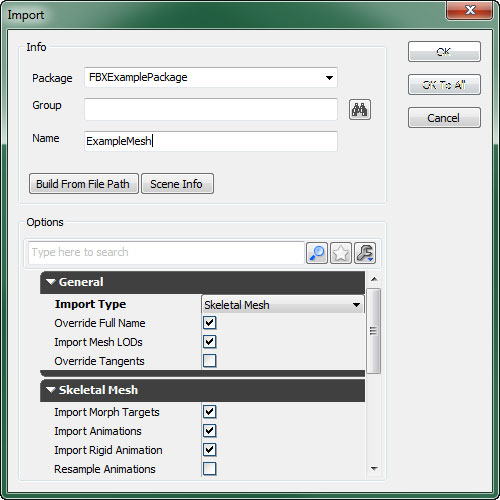 Import
Info
Package FBXExamplePackage
Group
Name ExampleMesh
Build From File Path Scene Info
OK
OK To All
Cancel
Options
Type here to search
General
Import Type Skeletal Mesh
Override Full Name
Import Mesh LODs
Override Tangents
Skeletal Mesh
Import Morph Targets
Import Animations
Import Rigid Animation
Resample Animations